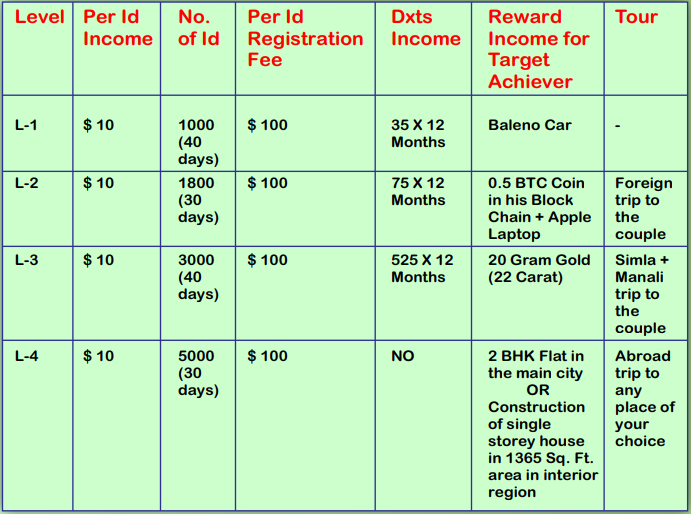 Level Per Id Income No. of Id Per Id Registration Fee Dxts Income Reward Income for Target Achiever Tour
L-1 $ 10 1000 (40 days) $ 100 35 X 12 Months Baleno Car -
L-2 $ 10 1800 (30 days) $ 100 75 X 12 Months 0.5 BTC Coin in his Block Chain + Apple Laptop Foreign trip to the couple
L-3 $ 10 3000 (40 days) $ 100 525 X 12 Months 20 Gram Gold (22 Carat) Simla + Manali trip to the couple
L-4 $ 10 5000 (30 days) $ 100 NO 2 BHK Flat in the main city OR Construction of single storey house in 1365 Sq. Ft. area in interior region Abroad trip to any place of your choice